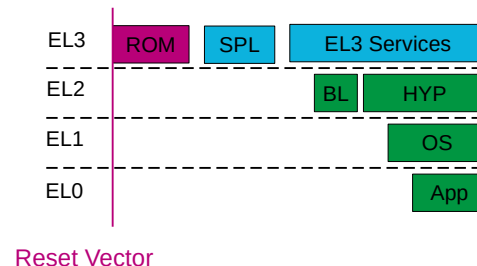 EL3 ROM SPL EL3 Services
EL2 BL HYP
EL1 OS
EL0 App
Reset Vector